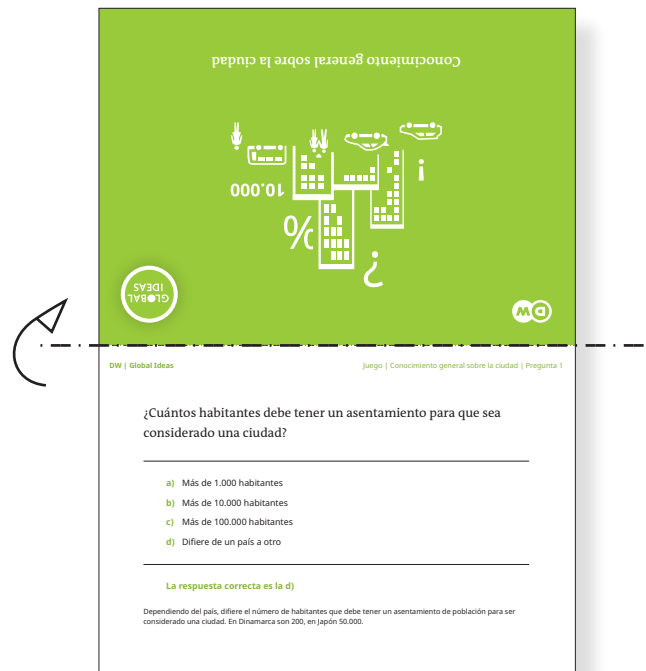 Conocimiento general sobre la ciudad
10.000
%
¿
¡
GLOBAL
IDEAS
DW
DW | Global Ideas
Juego | Conocimiento general sobre la ciudad | Pregunta 1
¿Cuántos habitantes debe tener un asentamiento para que sea
considerado una ciudad?
a) Más de 1.000 habitantes
b) Más de 10.000 habitantes
c) Más de 100.000 habitantes
d) Difiere de un país a otro
La respuesta correcta es la d)
Dependiendo del país, difiere el número de habitantes que debe tener un asentamiento de población para ser
considerado una ciudad. En Dinamarca son 200, en Japón 50.000.